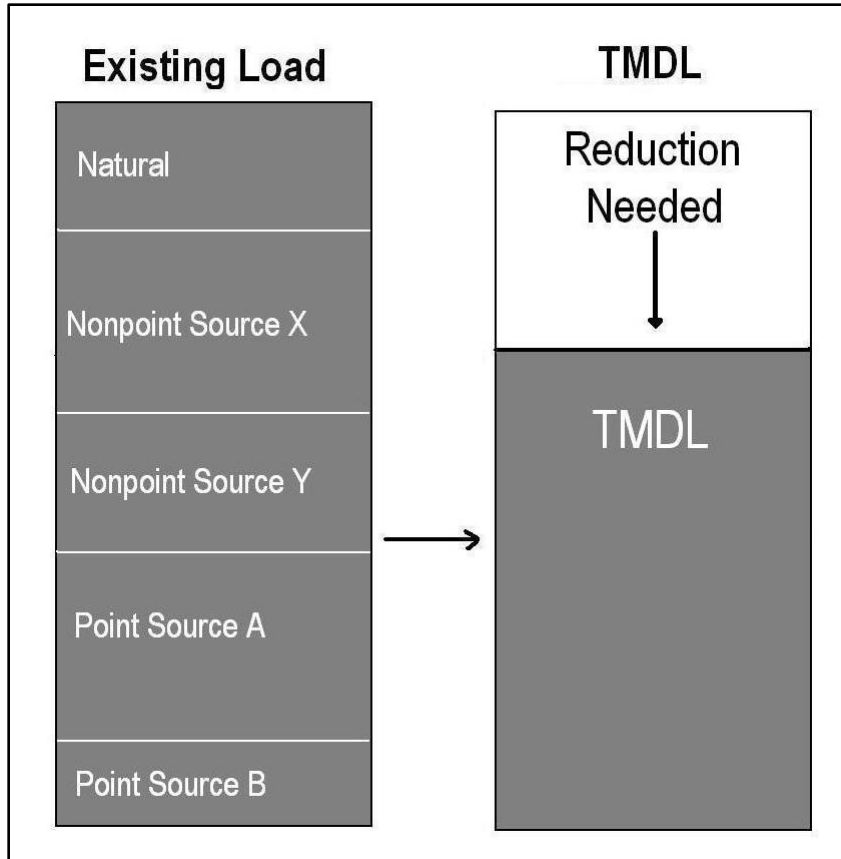 Existing Load
Natural
Nonpoint Source X
Nonpoint Source Y
Point Source A
Point Source B
TMDL
Reduction
Needed
TMDL